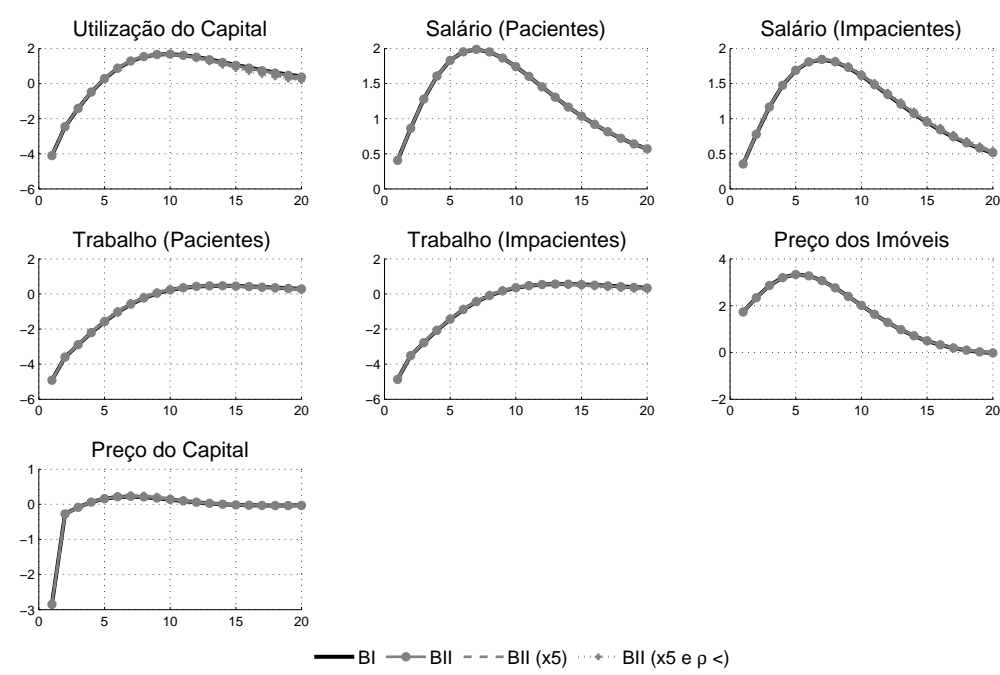 Utilização do Capital
2
0
−2
−4
−6
0 5 10 15 20
Salário (Pacientes)
2
1.5
1
0.5
0
0 5 10 15 20
Salário (Impacientes)
2
1.5
1
0.5
0
0 5 10 15 20
Trabalho (Pacientes)
2
0
−2
−4
−6
0 5 10 15 20
Trabalho (Impacientes)
2
0
−2
−4
−6
0 5 10 15 20
Preço dos Imóveis
4
2
0
−2
0 5 10 15 20
Preço do Capital
1
0
−1
−2
−3
0 5 10 15 20
BI BII BII (x5) BII (x5 e ρ <)